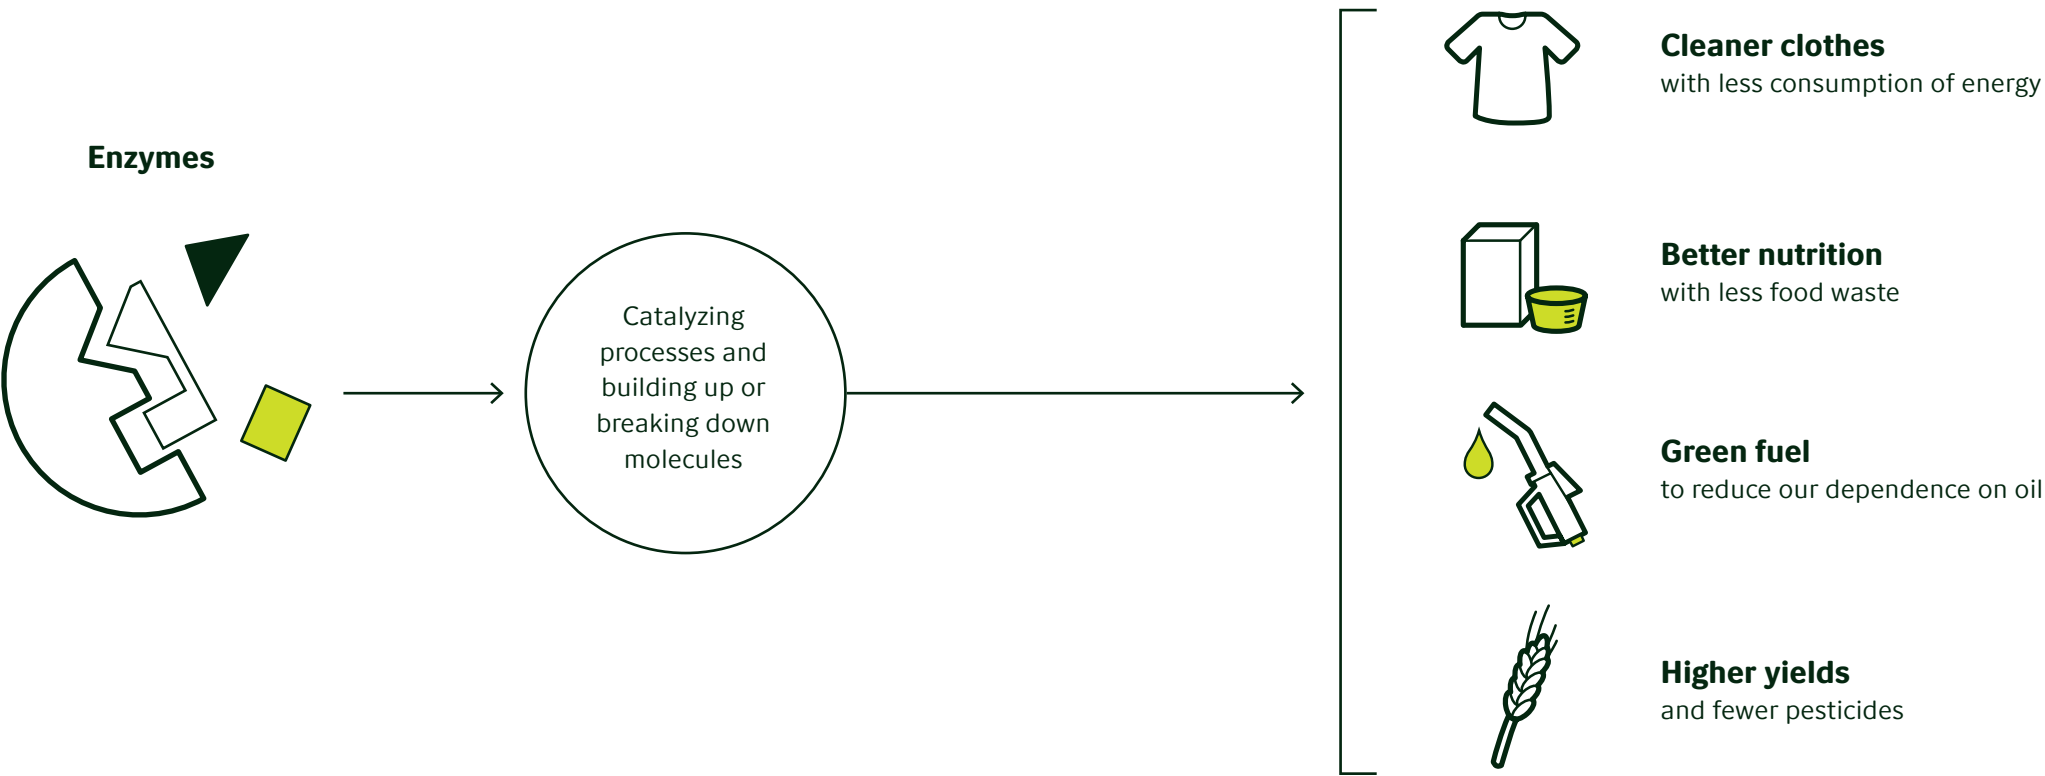 Enzymes
Catalyzing
processes and
building up or
breaking down
molecules
Cleaner clothes
with less consumption of energy
Better nutrition
with less food waste
Green fuel
to reduce our dependence on oil
Higher yields
and fewer pesticides